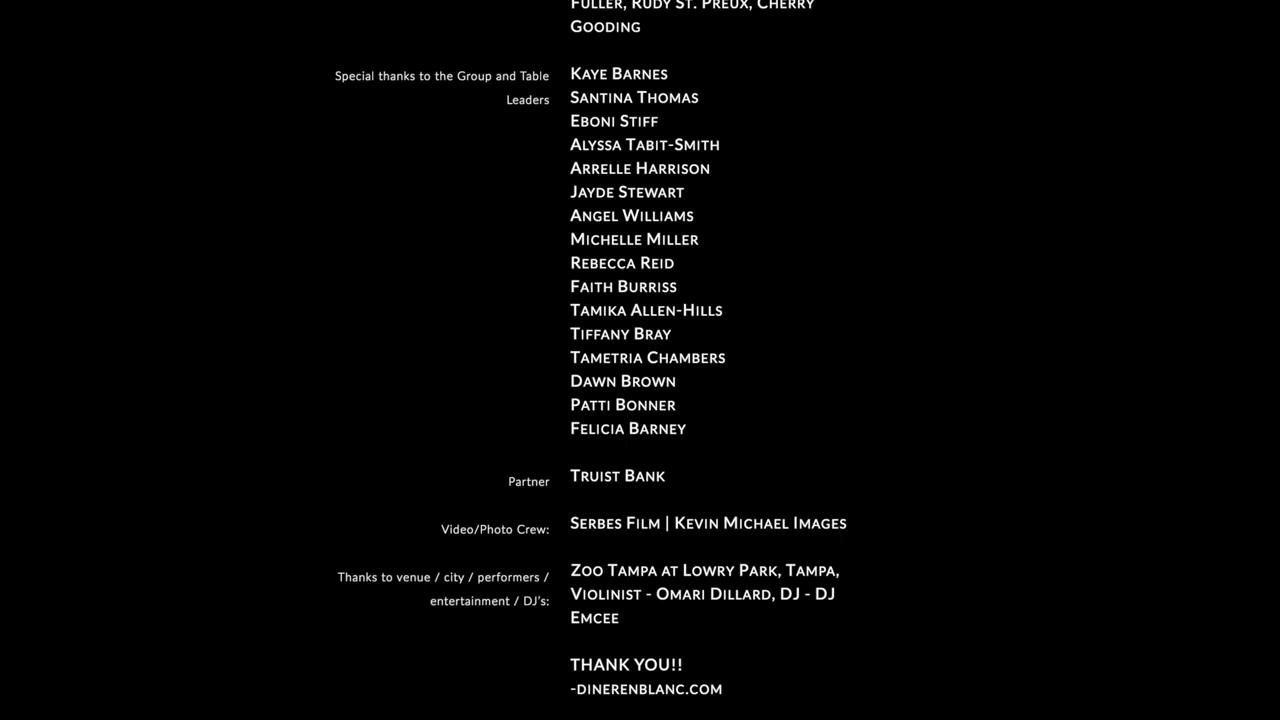 Fuller, Rudy St. Preux, Cherry
Gooding
Special thanks to the Group and Table
Leaders
Kaye Barnes
Santina Thomas
Eboni Stiff
Alyssa Tabit-Smith
Arrelle Harrison
Jayde Stewart
Angel Williams
Michelle Miller
Rebecca Reid
Faith Burriss
Tamika Allen-Hills
Tiffany Bray
Tametria Chambers
Dawn Brown
Patti Bonner
Felicia Barney
Partner
Truist Bank
Video/Photo Crew:
Serbes Film | Kevin Michael Images
Thanks to venue / city / performers /
entertainment / DJ's:
Zoo Tampa at Lowry Park, Tampa,
Violinist - Omari Dillard, DJ - DJ
Emcee
THANK YOU!!
-dinerenblanc.com